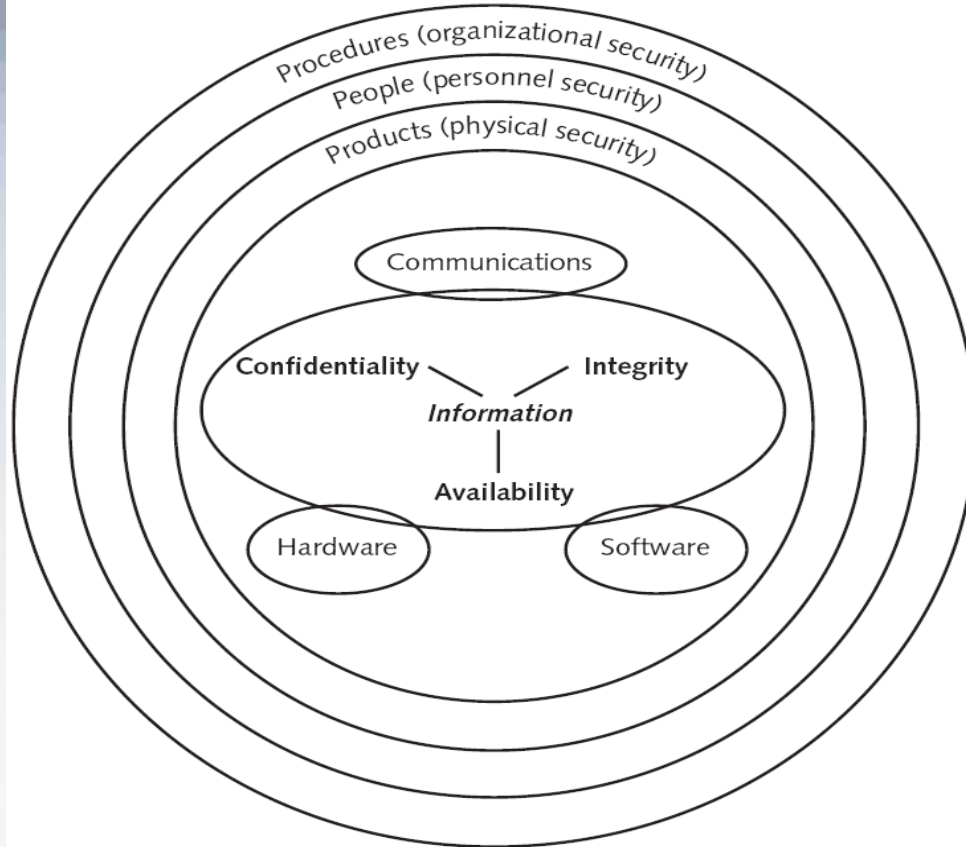 Procedures (organizational security)
People (personnel security)
Products (physical security)
Communications
Confidentiality
Integrity
Information
Availability
Hardware
Software